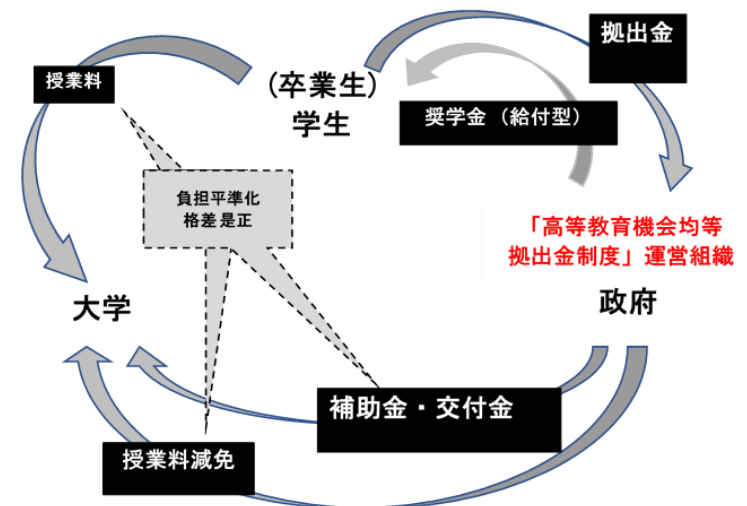 拠出金
授業料
(卒業生)
学生
奨学金（給付型）
負担平準化
格差是正
「高等教育機会均等
拠出金制度」運営組織
大学
政府
補助金・交付金
授業料減免